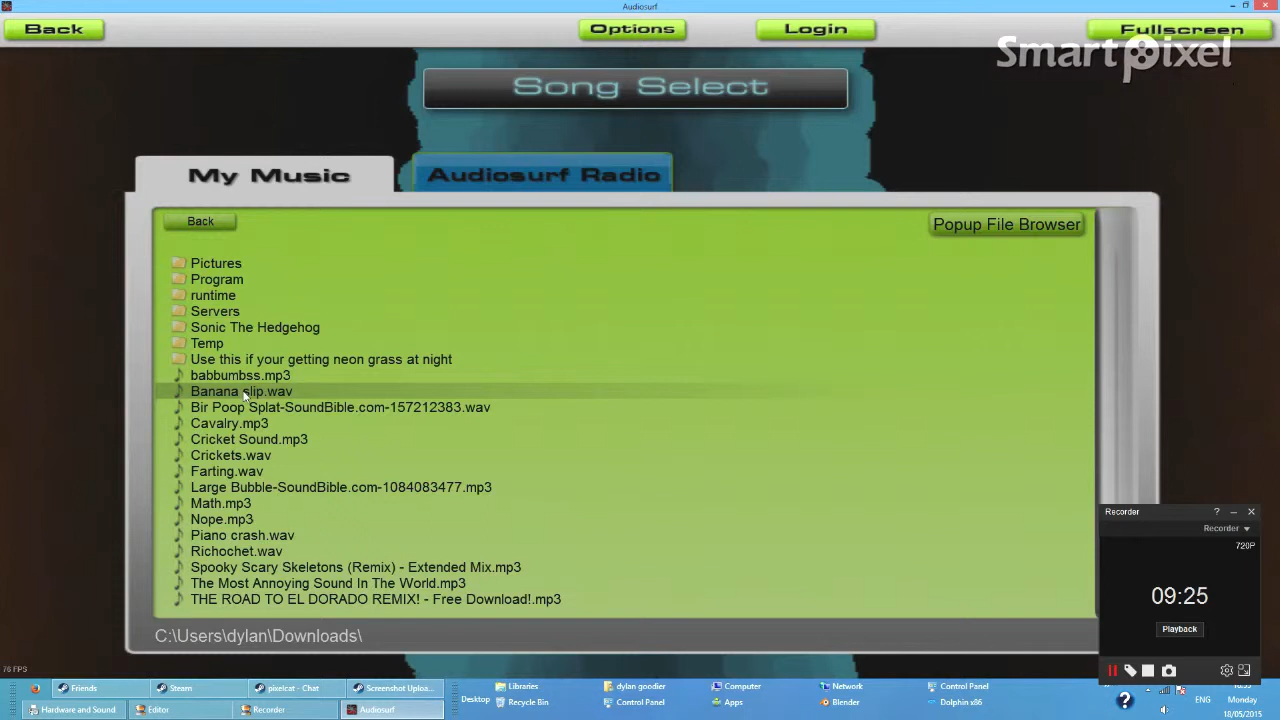 Audiosurf
Back
Options
Login
Fullscreen
SmartPixel
Song Select
My Music
Audiosurf Radio
Back
Popup File Browser
Pictures
Program
runtime
Servers
Sonic The Hedgehog
Temp
Use this if your getting neon grass at night
babbumbss.mp3
Banana slip.wav
Bir Poop Splat-SoundBible.com-157212383.wav
Cavalry.mp3
Cricket Sound.mp3
Crickets.wav
Farting.wav
Large Bubble-SoundBible.com-1084083477.mp3
Math.mp3
Nope.mp3
Piano crash.wav
Richochet.wav
Spooky Scary Skeletons (Remix) - Extended Mix.mp3
The Most Annoying Sound In The World.mp3
THE ROAD TO EL DORADO REMIX! - Free Download!.mp3
C:\Users\dylan\Downloads\
Recorder
Recorder
720P
09:25
Playback
76 FPS
Friends
Steam
pixelcat - Chat
Screenshot Uploa...
Hardware and Sound
Editor
Recorder
Audiosurf
Desktop
Libraries
dylan goodier
Computer
Network
Control Panel
Recycle Bin
Control Panel
Apps
Blender
Dolphin x86
ENG
Monday
18/05/2015